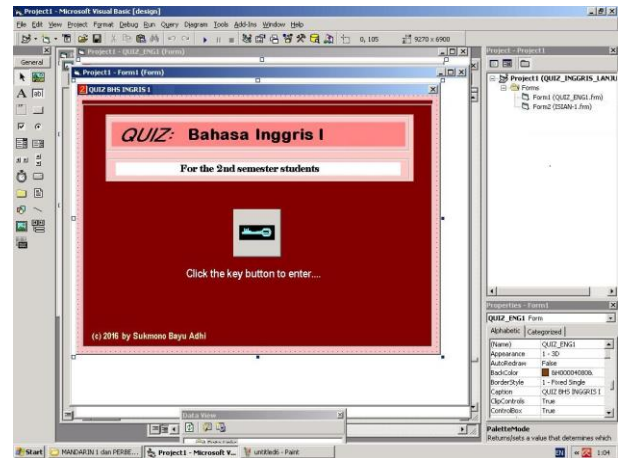 Project1 - Microsoft Visual Basic [design]
File Edit View Project Format Debug Run Query Diagram Tools Add-Ins Window Help
0, 105
9270 x 6900
General
Project1 - QUIZ_ENG1 (Form)
Project1 - Form1 (Form)
QUIZ BHS INGRIS 1
QUIZ: Bahasa Inggris I
For the 2nd semester students
Click the key button to enter....
(c) 2016 by Sukmono Bayu Adhi
Data View
Project - Project1
Project1 (QUIZ_INGGRIS_LANJU
Forms
Form1 (QUIZ_ENG1.frm)
Form2 (ISIAN-1.frm)
Properties - Form1
QUIZ_ENG1 Form
Alphabetic Categorized
(Name) QUIZ_ENG1
Appearance 1 - 3D
AutoRedraw False
BackColor &H00004080&
BorderStyle 1 - Fixed Single
Caption QUIZ BHS INGGRIS 1
ClipControls True
ControlBox True
PaletteMode
Returns/sets a value that determines which
Start
MANDARIN 1 dan PERBE...
Project1 - Microsoft V...
untitled6 - Paint
1:04